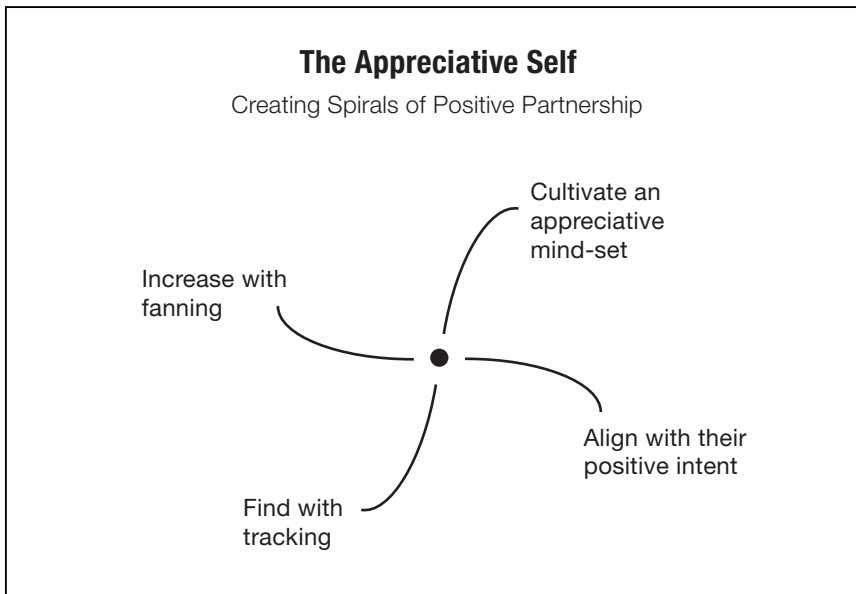 The Appreciative Self
Creating Spirals of Positive Partnership
Cultivate an
appreciative
mind-set
Increase with
fanning
Align with their
positive intent
Find with
tracking